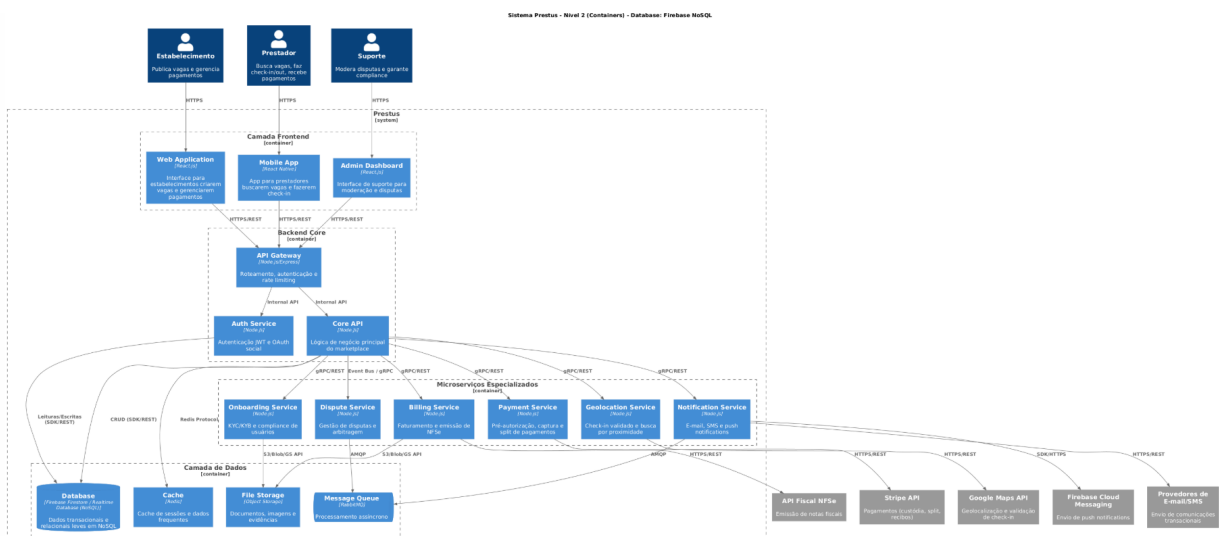 Sistema Prestus - Nível 2 (Containers) - Database: Firebase NoSQL
Estabelecimento
Publica vagas e gerencia
pagamentos
Prestador
Busca vagas, faz
check-in/out, recebe
pagamentos
Suporte
Modera disputas e garante
compliance
HTTPS
HTTPS
HTTPS
Prestus
[system]
Camada Frontend
[container]
Web Application
[React.js]
Interface para
estabelecimentos criarem
vagas e gerenciarem
pagamentos
Mobile App
[React Native]
App para prestadores
buscarem vagas e fazerem
check-in
Admin Dashboard
[React.js]
Interface de suporte para
moderação e disputas
HTTPS/REST
HTTPS/REST
HTTPS/REST
Backend Core
[container]
API Gateway
[Node.js/Express]
Roteamento, autenticação e
rate limiting
Internal API
Internal API
Auth Service
[Node.js]
Autenticação JWT e OAuth
social
Core API
[Node.js]
Lógica de negócio principal
do marketplace
gRPC/REST
Event Bus / gRPC
gRPC/REST
gRPC/REST
gRPC/REST
gRPC/REST
Microserviços Especializados
[container]
Leituras/Escritas
(SDK/REST)
CRUD (SDK/REST)
Redis Protocol
Onboarding Service
[Node.js]
KYC/KYB e compliance de
usuários
Dispute Service
[Node.js]
Gestão de disputas e
arbitragem
Billing Service
[Node.js]
Faturamento e emissão de
NFSe
Payment Service
[Node.js]
Pré-autorização, captura e
split de pagamentos
Geolocation Service
[Node.js]
Check-in validado e busca
por proximidade
Notification Service
[Node.js]
E-mail, SMS e push
notifications
S3/Blob/GS API
AMQP
S3/Blob/GS API
AMQP
HTTPS/REST
HTTPS/REST
HTTPS/REST
SDK/HTTPS
HTTPS/REST
Camada de Dados
[container]
Database
[Firebase Firestore / Realtime
Database (NoSQL)]
Dados transacionais e
relacionais leves em NoSQL
Cache
[Redis]
Cache de sessões e dados
frequentes
File Storage
[Object Storage]
Documentos, imagens e
evidências
Message Queue
[RabbitMQ]
Processamento assíncrono
API Fiscal NFSe
Emissão de notas fiscais
Stripe API
Pagamentos (custódia, split,
recibos)
Google Maps API
Geolocalização e validação
de check-in
Firebase Cloud
Messaging
Envio de push notifications
Provedores de
E-mail/SMS
Envio de comunicações
transacionais